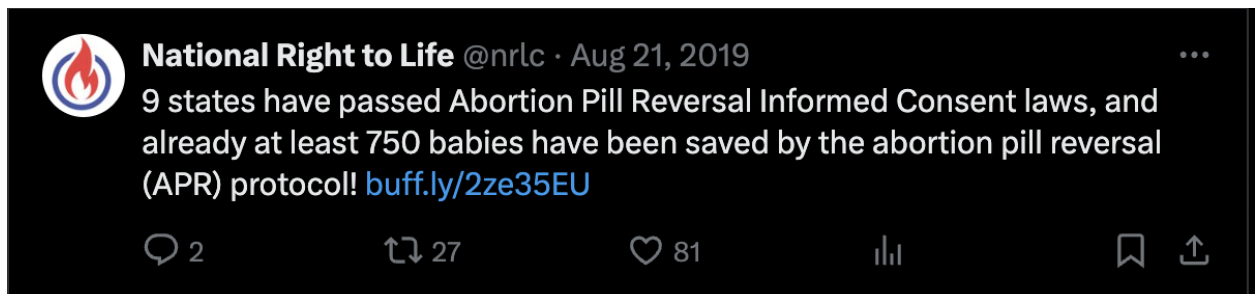 National Right to Life @nrlc · Aug 21, 2019
9 states have passed Abortion Pill Reversal Informed Consent laws, and
already at least 750 babies have been saved by the abortion pill reversal
(APR) protocol! buff.ly/2ze35EU
2 27 81